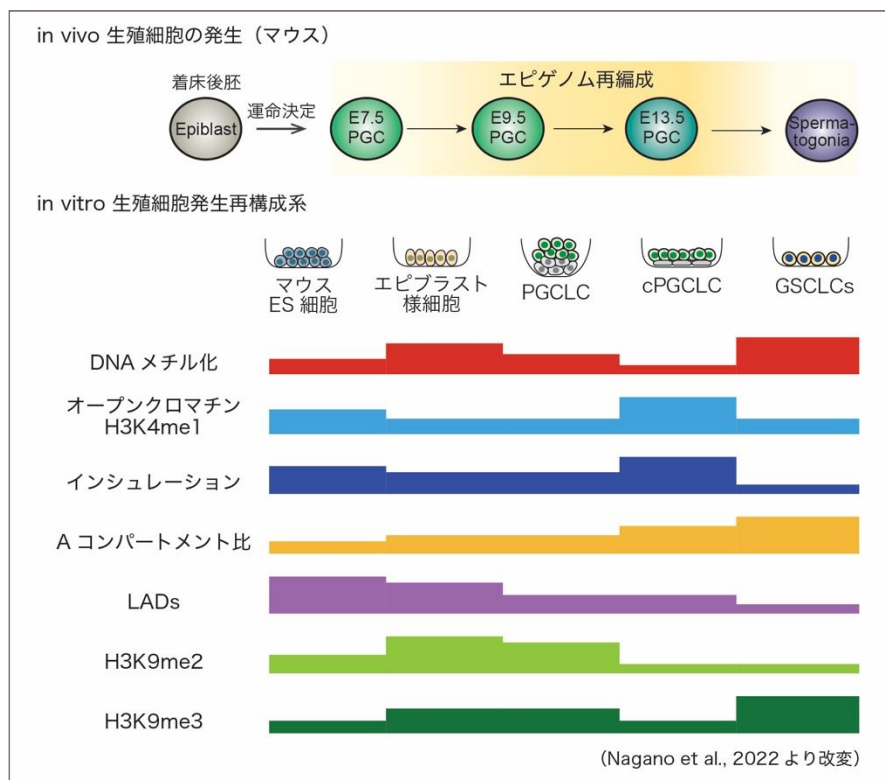 in vivo 生殖細胞の発生（マウス）
エピゲノム再編成
着床後胚
運命決定
Epiblast
E7.5
PGC
E9.5
PGC
E13.5
PGC
Sperma-
togonia
in vitro 生殖細胞発生再構成系
マウス
ES 細胞
エピブラスト
様細胞
PGCLC
cPGCLC
GSCLCs
DNA メチル化
オープンクロマチン
H3K4me1
インシュレーション
A コンパートメント比
LADs
H3K9me2
H3K9me3
（Nagano et al., 2022 より改変）